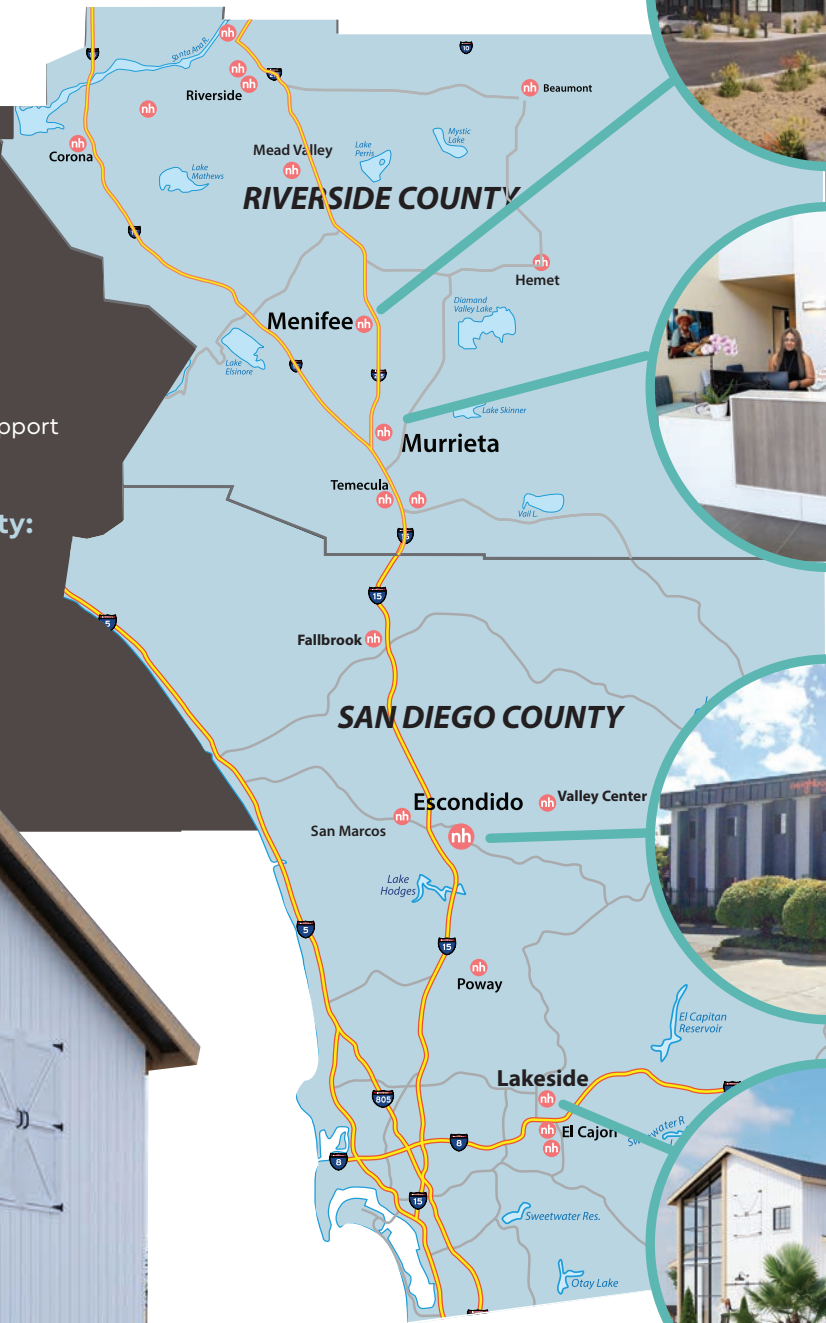 nh
Santa Ana R.
10
nh
nh
Riverside
nh
Beaumont
nh
nh
Corona
Mead Valley
nh
Lake
Perris
Mystic
Lake
Lake
Mathews
RIVERSIDE COUNTY
15
nh
Hemet
Diamand
Valley Lake
Menifee nh
Lake
Elsinore
Lake Skinner
pport
nh
Murrieta
Temecula
nh
nh
Vail L.
ty:
15
15
5
Fallbrook nh
SAN DIEGO COUNTY
Escondido
nh Valley Center
nh
San Marcos
nh
Lake
Hodges
5
15
nh
Poway
El Capitan
Reservoir
Lakeside
nh
805
nh El Cajon
nh
8
8
15
Sweetwater Res.
Otay Lake